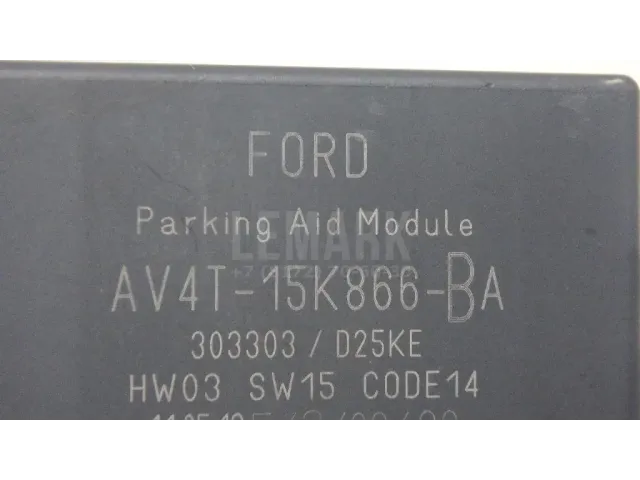 FORD
Parking Aid Module
LEMARK
AV4T-15K866-BA
303303/D25KE
HW03 SW15 CODE14